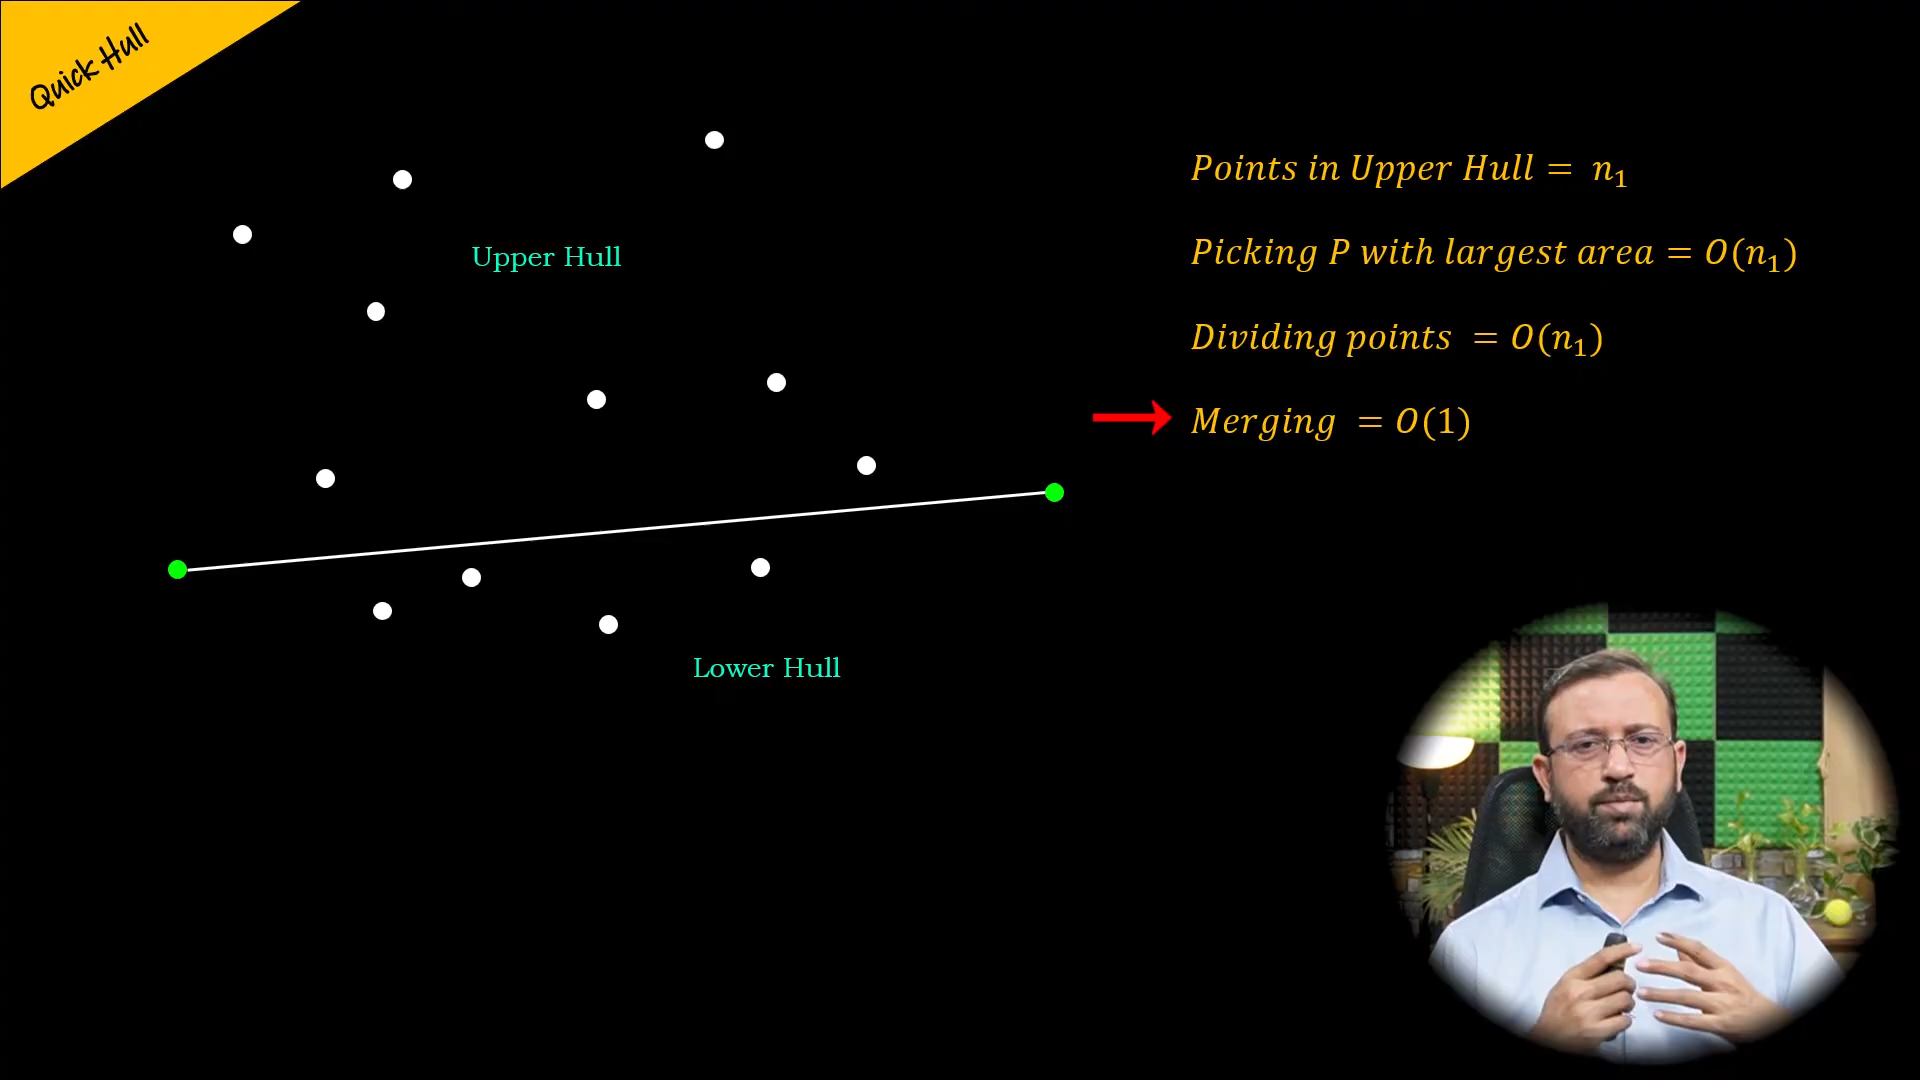 Quick Hull
Points in Upper Hull = n₁
Upper Hull
Picking P with largest area = O(n₁)
Dividing points = O(n₁)
Merging = O(1)
Lower Hull